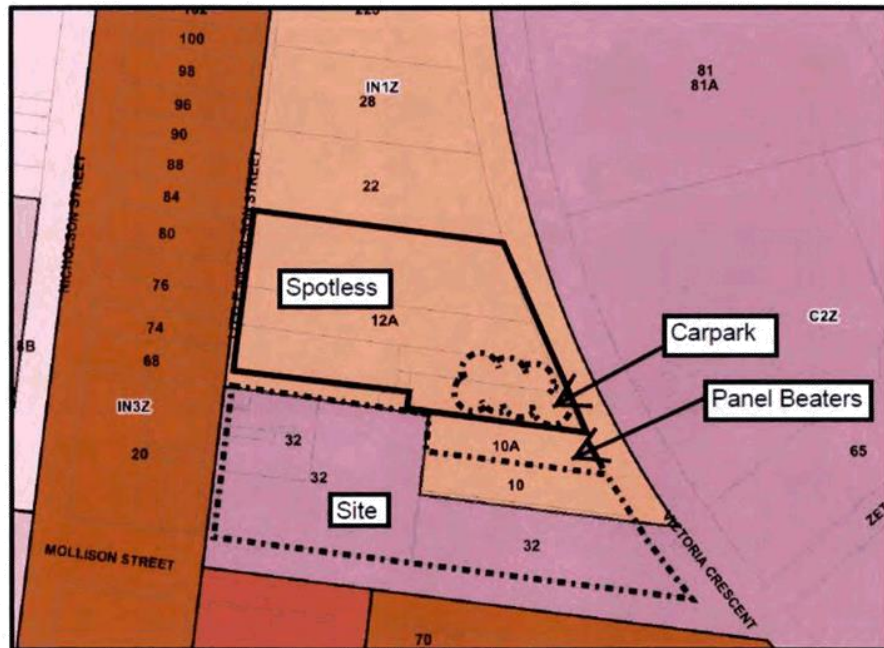 100
98
96
90
88
84
80
76
74
68
20
IN3Z
NICHOLSON STREET
IN1Z
28
22
81
81A
Spotless
12A
Carpark
C2Z
Panel Beaters
10A
10
65
32
32
Site
32
VICTORIA CRESCENT
MOLLISON STREET
70